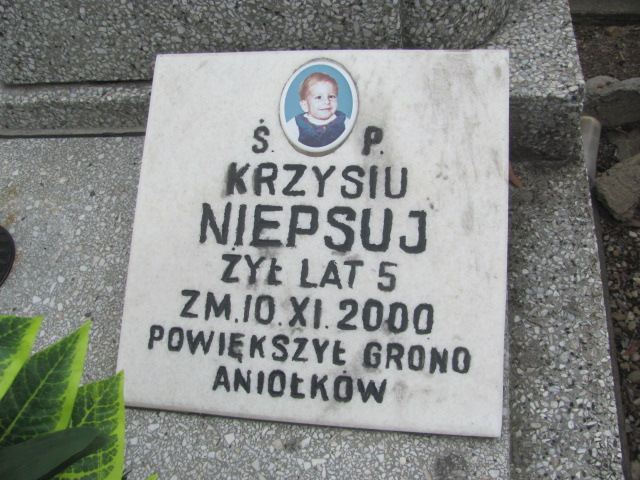 Ś. P.
KRZYSIU
NIEPSUJ
ŻYŁ LAT 5
ZM. 10. XI. 2000
POWIĘKSZYŁ GRONO
ANIOŁKÓW